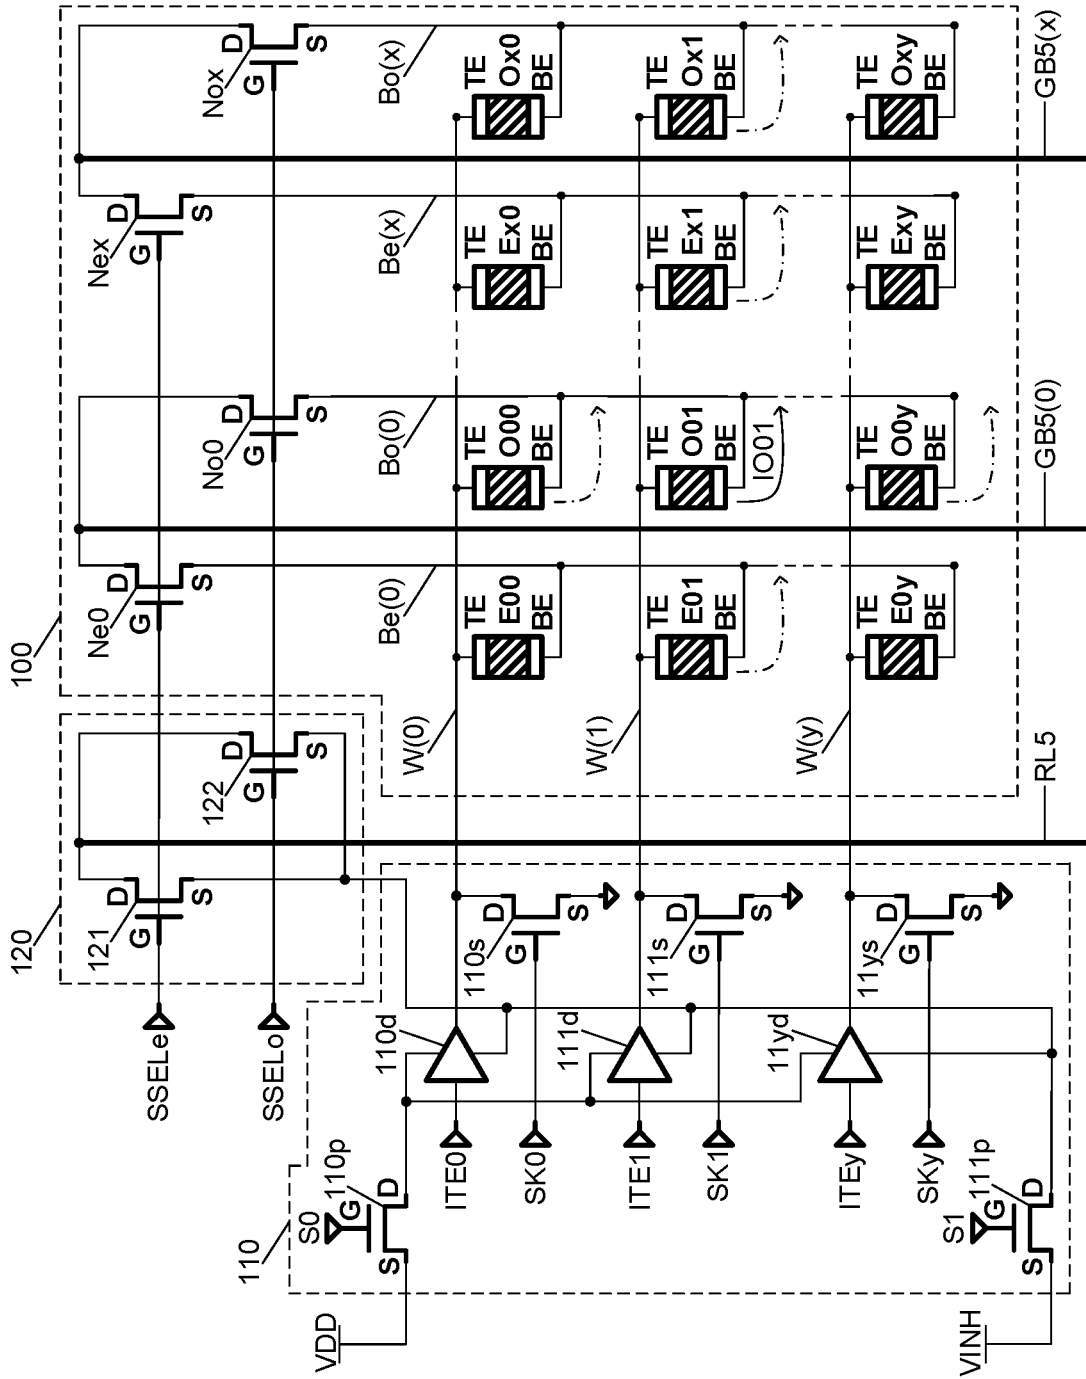 100
120
110
Ne0
D
G
S
No0
D
G
S
Nex
D
G
S
Nox
D
G
S
121
D
G
S
122
D
G
S
SSELe
SSELo
Be(0)
Bo(0)
Be(x)
Bo(x)
W(0)
W(1)
W(y)
TE E00 BE
TE O00 BE
TE Ex0 BE
TE Ox0 BE
TE E01 BE
TE O01 BE
IO01
TE Ex1 BE
TE Ox1 BE
TE E0y BE
TE O0y BE
TE Exy BE
TE Oxy BE
RL5
GB5(0)
GB5(x)
110d
111d
11yd
110s
D
G
S
111s
D
G
S
11ys
D
G
S
ITE0
SK0
ITE1
SK1
ITEy
SKy
S0
G
110p
S
D
S1
G
111p
S
D
VDD
VINH